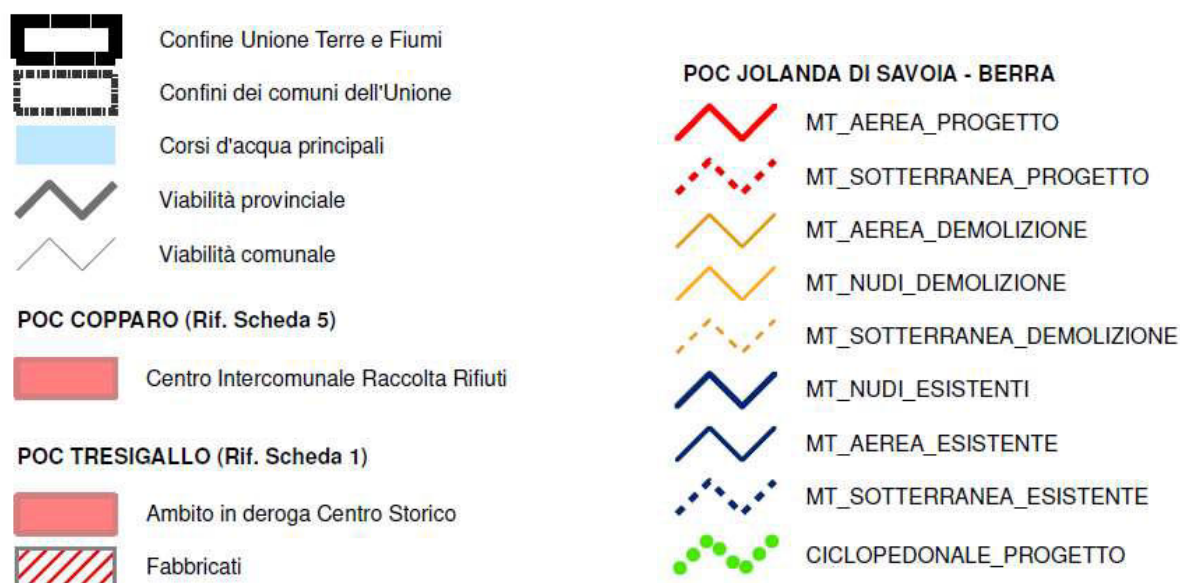 Confine Unione Terre e Fiumi
Confini dei comuni dell'Unione
Corsi d'acqua principali
Viabilità provinciale
Viabilità comunale
POC COPPARO (Rif. Scheda 5)
Centro Intercomunale Raccolta Rifiuti
POC TRESIGALLO (Rif. Scheda 1)
Ambito in deroga Centro Storico
Fabbricati
POC JOLANDA DI SAVOIA - BERRA
MT_AEREA_PROGETTO
MT_SOTTERRANEA_PROGETTO
MT_AEREA_DEMOLIZIONE
MT_NUDI_DEMOLIZIONE
MT_SOTTERRANEA_DEMOLIZIONE
MT_NUDI_ESISTENTI
MT_AEREA_ESISTENTE
MT_SOTTERRANEA_ESISTENTE
CICLOPEDONALE_PROGETTO